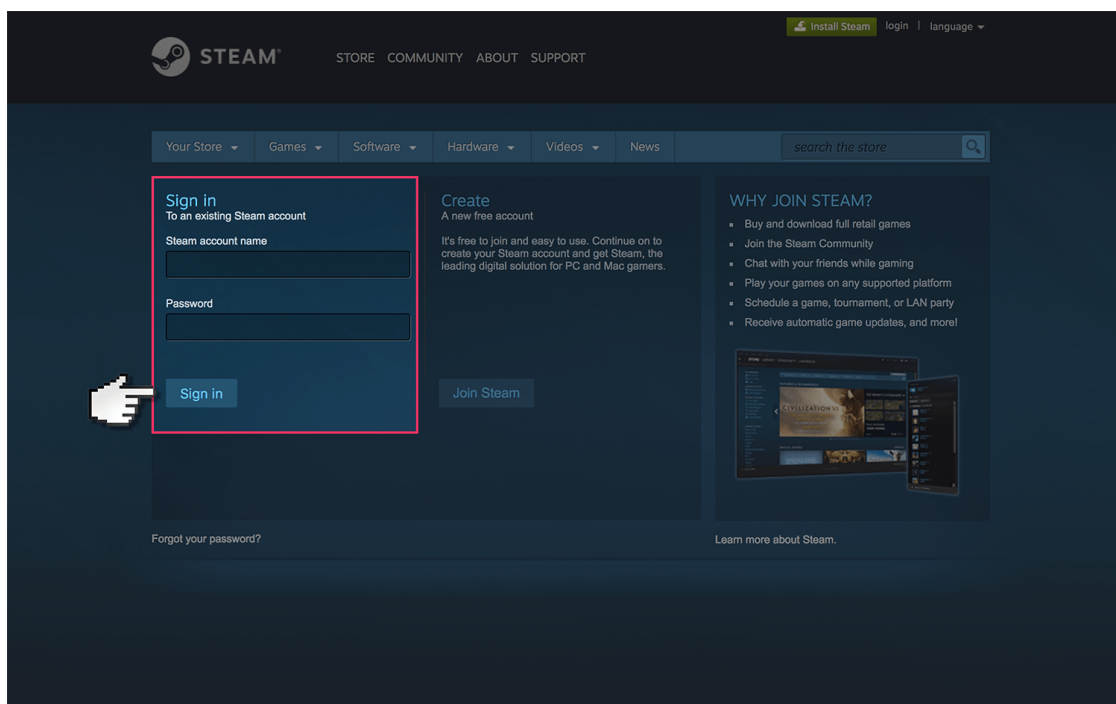 Install Steam login | language
STEAM®
STORE COMMUNITY ABOUT SUPPORT
Your Store Games Software Hardware Videos News search the store
Sign in
To an existing Steam account
Steam account name
Password
Sign in
Create
A new free account
It's free to join and easy to use. Continue on to
create your Steam account and get Steam, the
leading digital solution for PC and Mac gamers.
Join Steam
WHY JOIN STEAM?
Buy and download full retail games
Join the Steam Community
Chat with your friends while gaming
Play your games on any supported platform
Schedule a game, tournament, or LAN party
Receive automatic game updates, and more!
CIVILIZATION VI
Forgot your password?
Learn more about Steam.